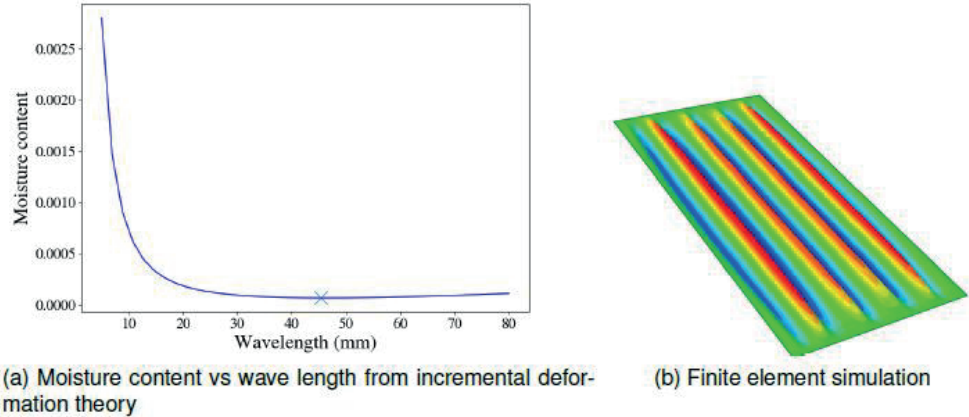 0.0025
0.0020
0.0015
0.0010
0.0005
0.0000
Moisture content
10 20 30 40 50 60 70 80
Wavelength (mm)
(a) Moisture content vs wave length from incremental defor-
mation theory
(b) Finite element simulation